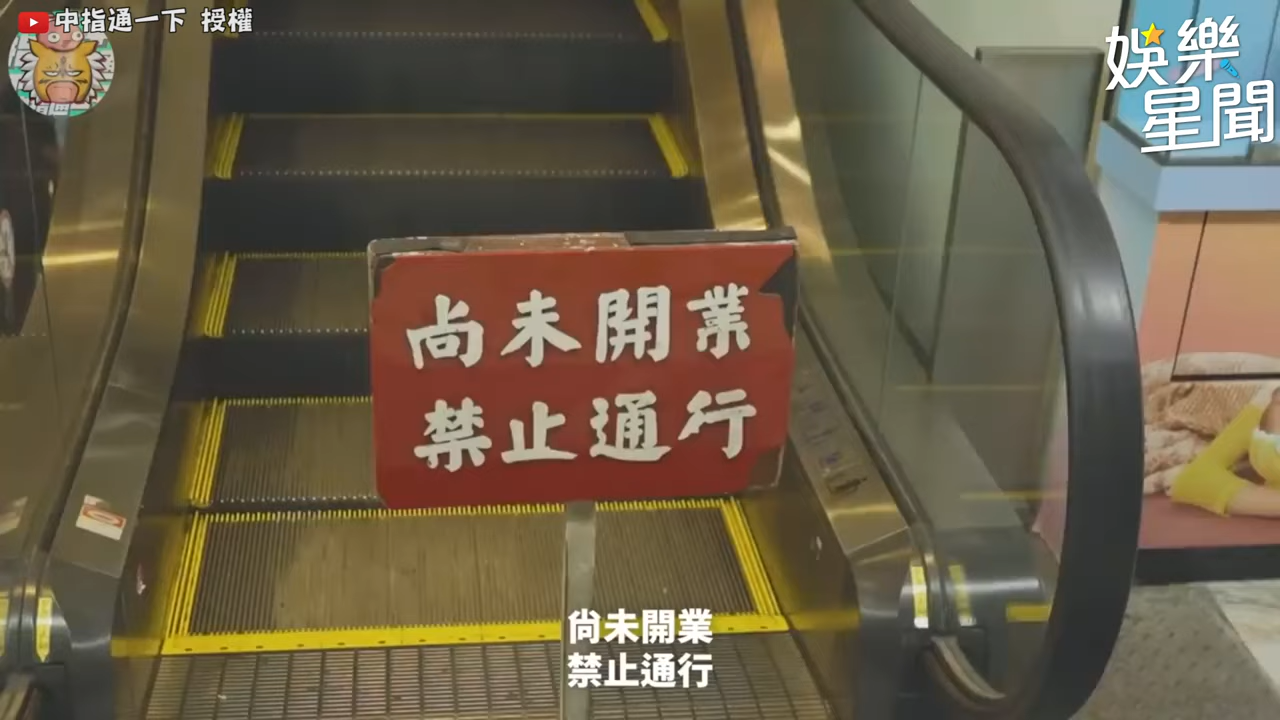 中指通一下 授權
娛樂
星聞
尚未開業
禁止通行
尚未開業
禁止通行